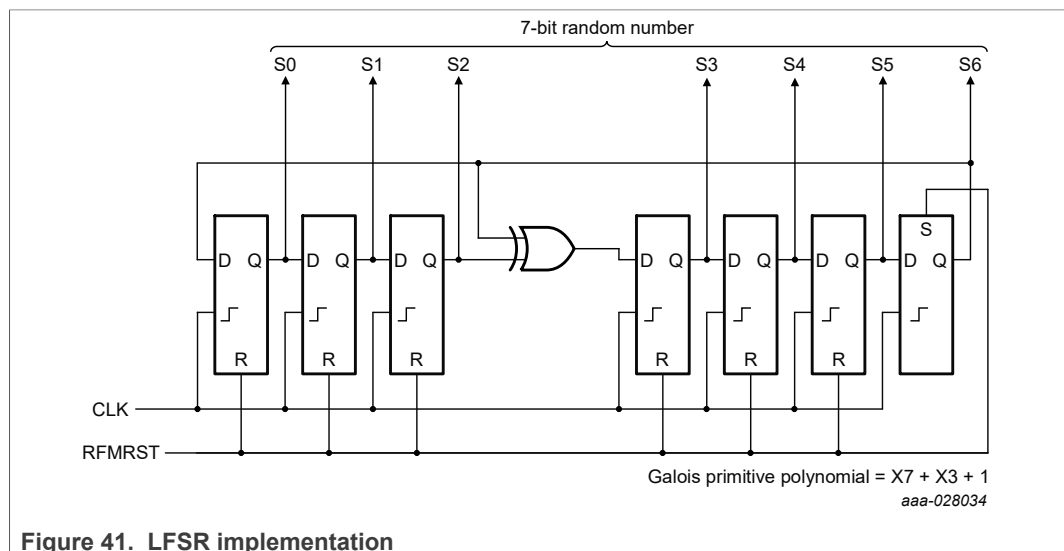 7-bit random number
S0 S1 S2 S3 S4 S5 S6
S
D Q D Q D Q D Q D Q D Q D Q
R R R R R R
CLK
RFMRST
Galois primitive polynomial = X7 + X3 + 1
aaa-028034
Figure 41. LFSR implementation